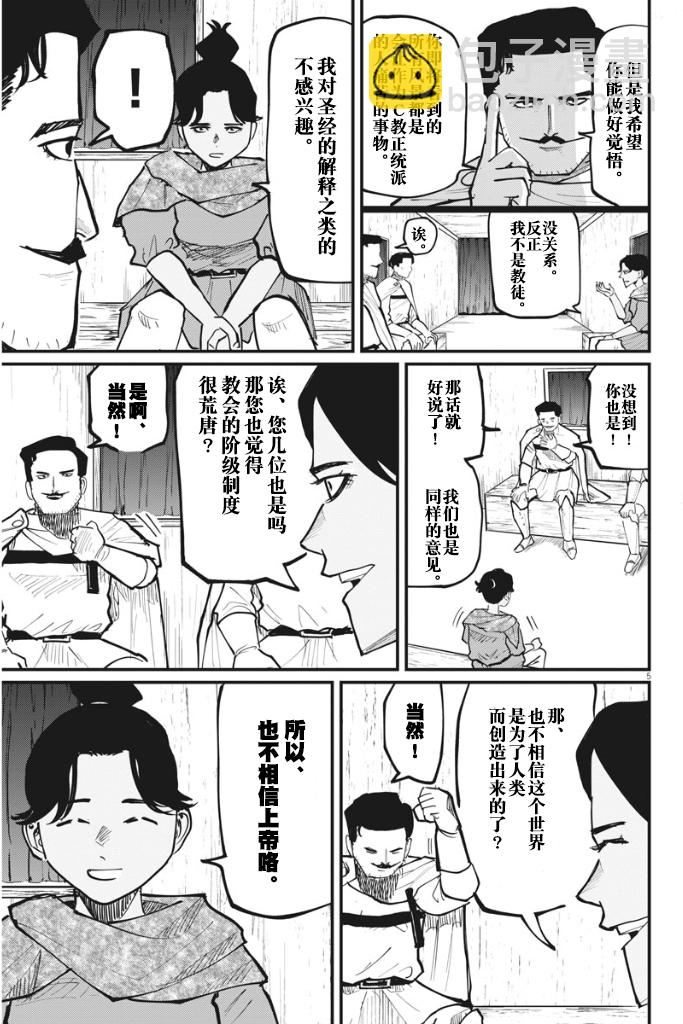 但是我希望
你能做好觉悟。
你即将看到的
都是
教正统派
的事物。
包子漫畫
没关系。
反正
我不是教徒。
诶。
我对圣经的解释之类的
不感兴趣。
！
没想到！
你也是！
那话就
好说了！
我们也是
同样的意见。
诶、您几位也是吗
那您也觉得
教会的阶级制度
很荒唐？
是啊、
当然！
5
那、
也不相信这个世界
是为了人类
而创造出来的了？
当然！
所以、
也不相信上帝咯。